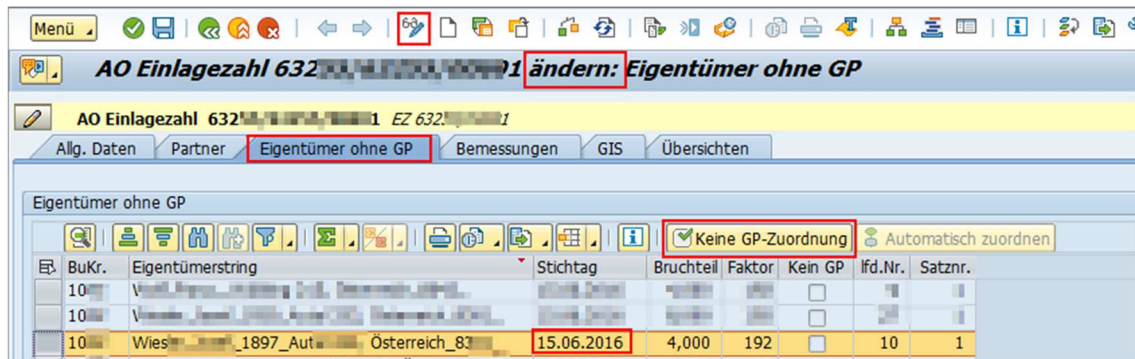 Menü
AO Einlagezahl 632 1 ändern: Eigentümer ohne GP
AO Einlagezahl 632 1 EZ 632 1
Allg. Daten Partner Eigentümer ohne GP Bemessungen GIS Übersichten
Eigentümer ohne GP
Keine GP-Zuordnung Automatisch zuordnen
BuKr. Eigentümerstring Stichtag Bruchteil Faktor Kein GP lfd.Nr. Satznr.
10
10
10 Wies _1897_Aut Österreich_83 15.06.2016 4,000 192 10 1